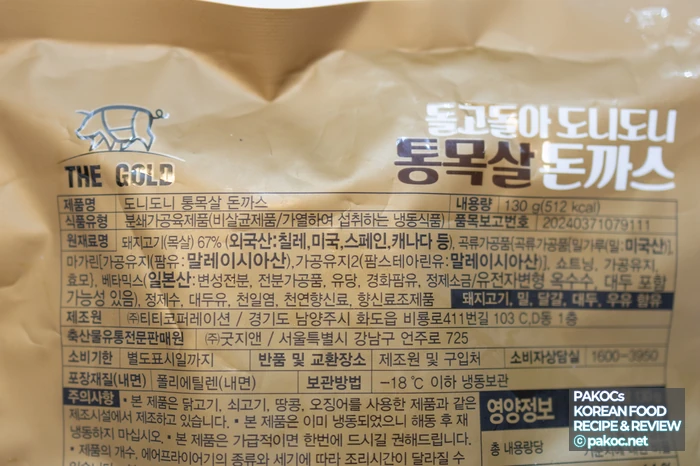 THE GOLD
돌고돌아 도니도니
통목살 돈까스
제품명 도니도니 통목살 돈까스 내용량 130 g(512 kcal)
식품유형 분쇄가공육제품(비살균제품/가열하여 섭취하는 냉동식품) 품목보고번호 20240371079111
원재료명 돼지고기(목살) 67% (외국산:칠레,미국,스페인,캐나다 등), 곡류가공품{곡류가공품[밀가루(밀:미국산)],
마가린[가공유지(팜유:말레이시아산),가공유지2(팜스테아린유:말레이시아산)], 쇼트닝, 가공유지,
효모}, 베타믹스(일본산:변성전분, 전분가공품, 유당, 경화팜유, 정제소금/유전자변형 옥수수, 대두 포함
가능성 있음), 정제수, 대두유, 천일염, 천연향신료, 향신료조제품 돼지고기, 밀, 달걀, 대두, 우유 함유
제조원 ㈜티티코퍼레이션 / 경기도 남양주시 화도읍 비룡로411번길 103 C,D동 1층
축산물유통전문판매원 ㈜굿지앤 / 서울특별시 강남구 언주로 725
소비기한 별도표시일까지 반품 및 교환장소 제조원 및 구입처 소비자상담실 1600-3950
포장재질(내면) 폴리에틸렌(내면) 보관방법 -18℃ 이하 냉동보관
주의사항 • 본 제품은 닭고기, 쇠고기, 땅콩, 오징어를 사용한 제품과 같은
제조시설에서 제조하고 있습니다. • 본 제품은 이미 냉동되었으니 해동 후 재
냉동하지 마십시오. • 본 제품은 가급적이면 한번에 드시길 권해드립니다.
• 제품의 개수, 에어프라이어기의 종류와 세기에 따라 조리시간이 달라질 수
영양정보
총 내용량당
PAKOCs
KOREAN FOOD
RECIPE & REVIEW
ⓒ pakoc.net